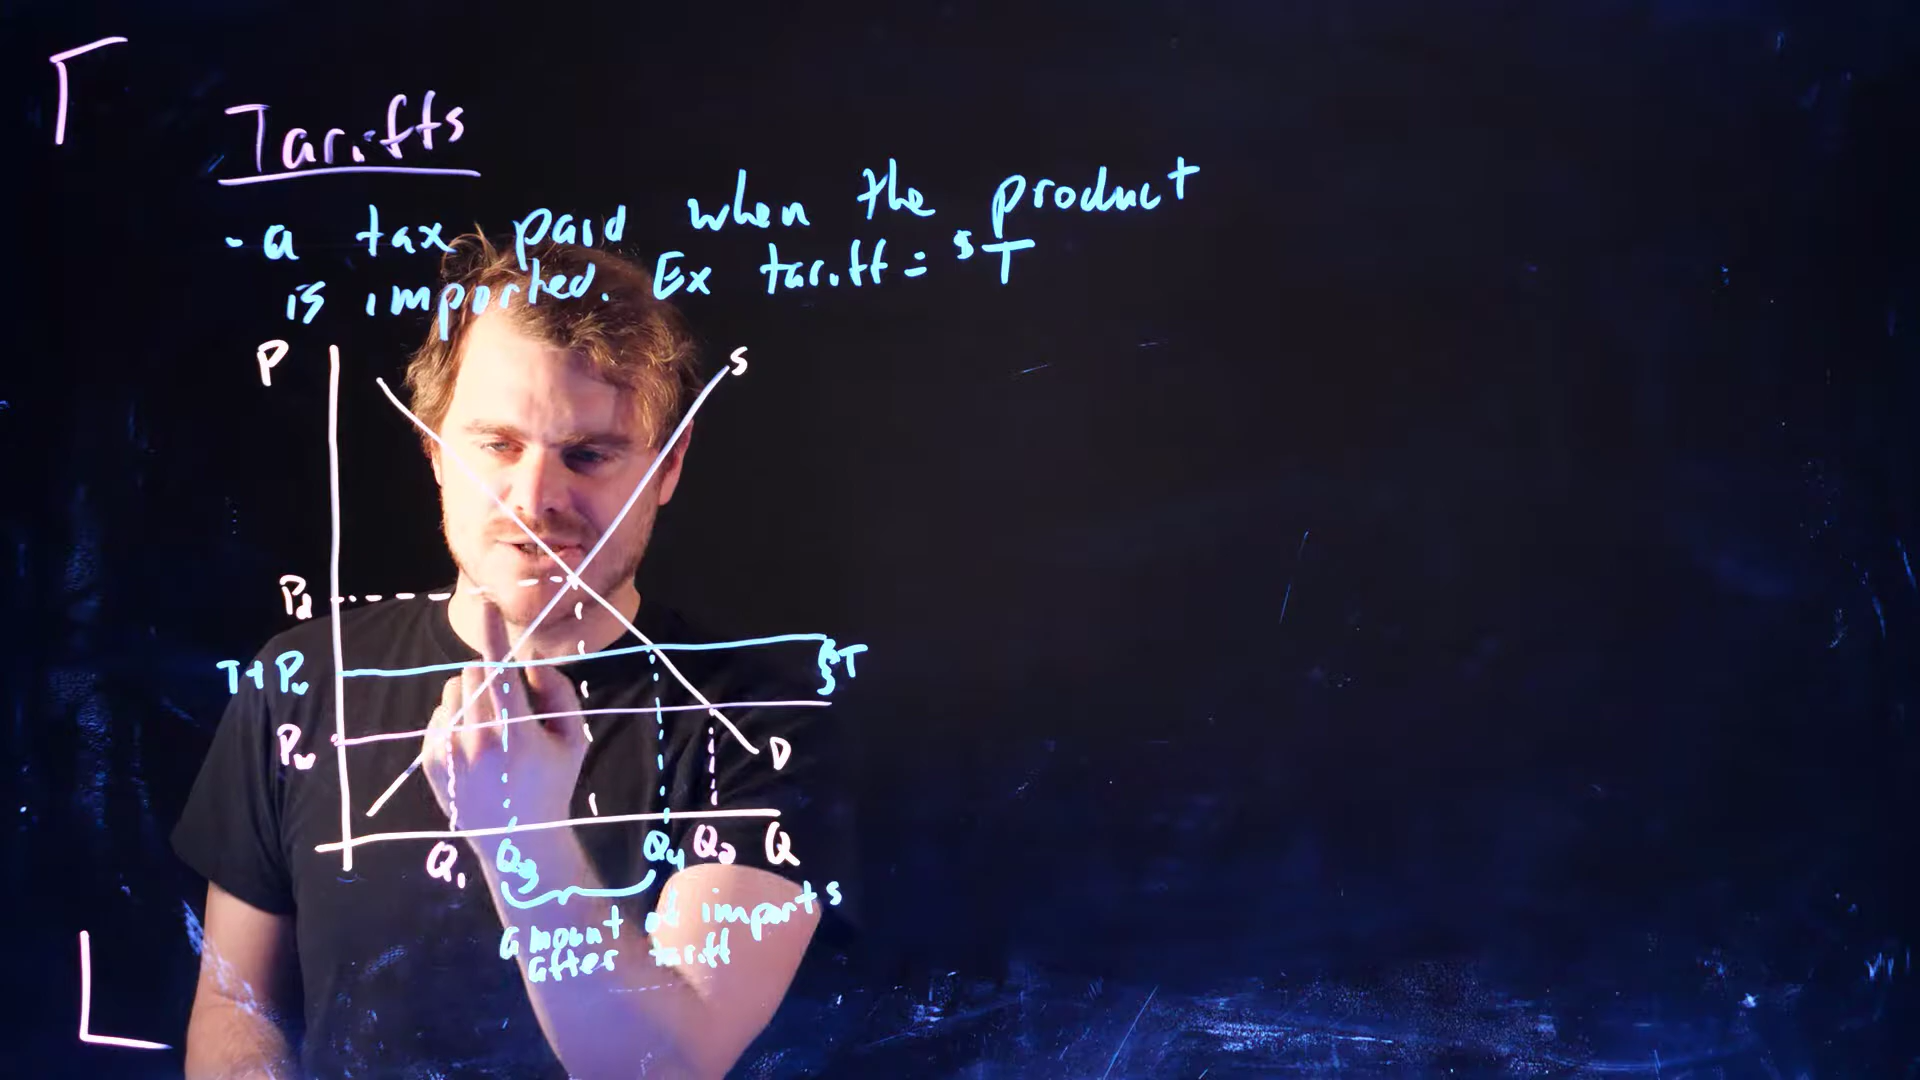 Tariffs
- a tax paid when the product
is imported. Ex tariff = $T
P
S
Pd
T + Pw
}T
Pw
D
Q1 Q3 Q4 Q2 Q
amount of imports
after tariff